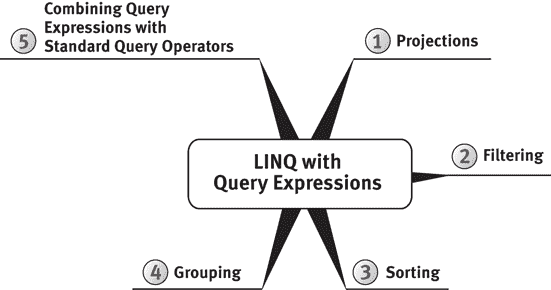 5 Combining Query
Expressions with
Standard Query Operators
1 Projections
LINQ with
Query Expressions
2 Filtering
4 Grouping
3 Sorting